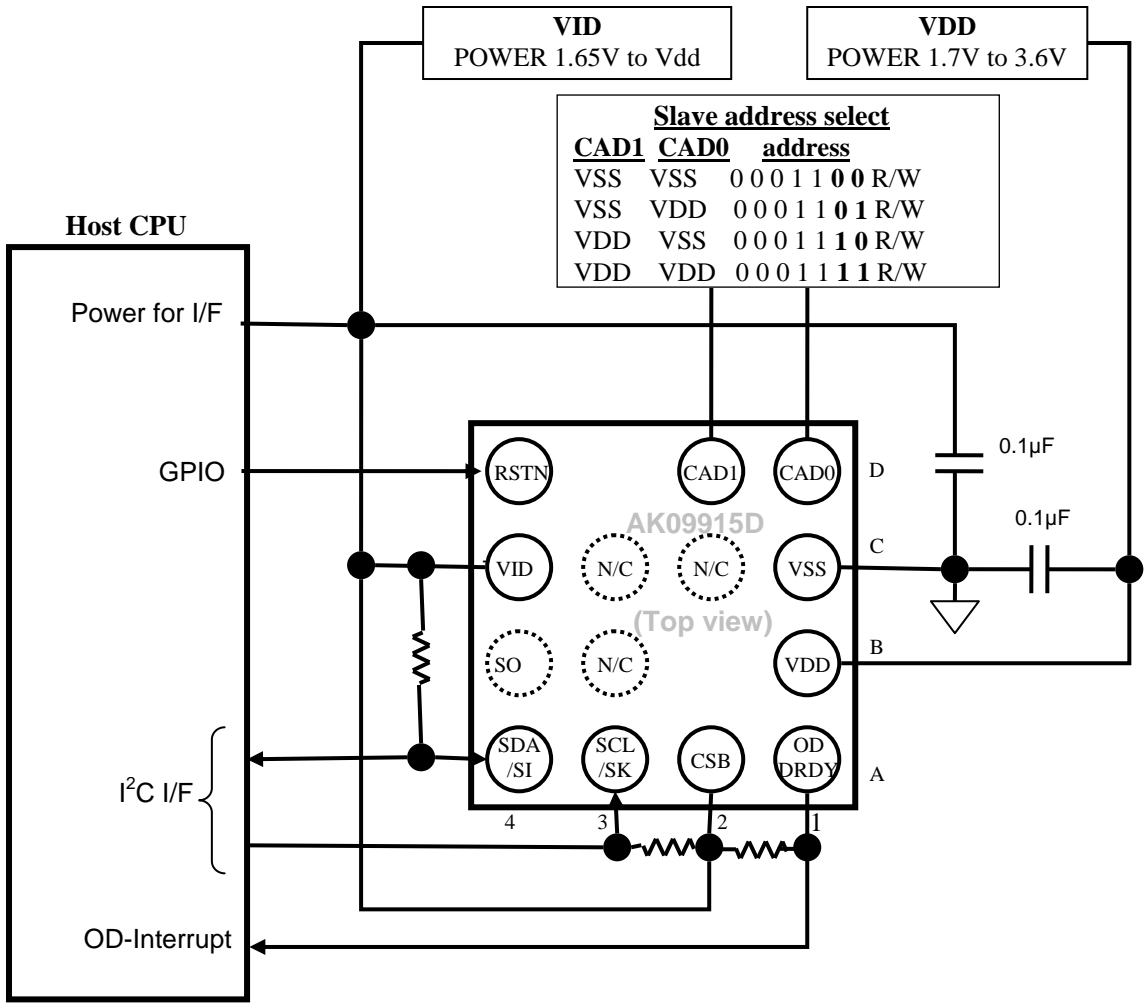 VID
POWER 1.65V to Vdd
VDD
POWER 1.7V to 3.6V
Slave address select
CAD1 CAD0 address
VSS VSS 0 0 0 1 1 0 0 R/W
VSS VDD 0 0 0 1 1 0 1 R/W
VDD VSS 0 0 0 1 1 1 0 R/W
VDD VDD 0 0 0 1 1 1 1 R/W
Host CPU
Power for I/F
GPIO
RSTN
CAD1
CAD0
D
0.1µF
AK09915D
0.1µF
VID
N/C
N/C
VSS
C
(Top view)
SO
N/C
VDD
B
SDA
/SI
SCL
/SK
CSB
OD
DRDY
A
I²C I/F
4
3
2
1
OD-Interrupt